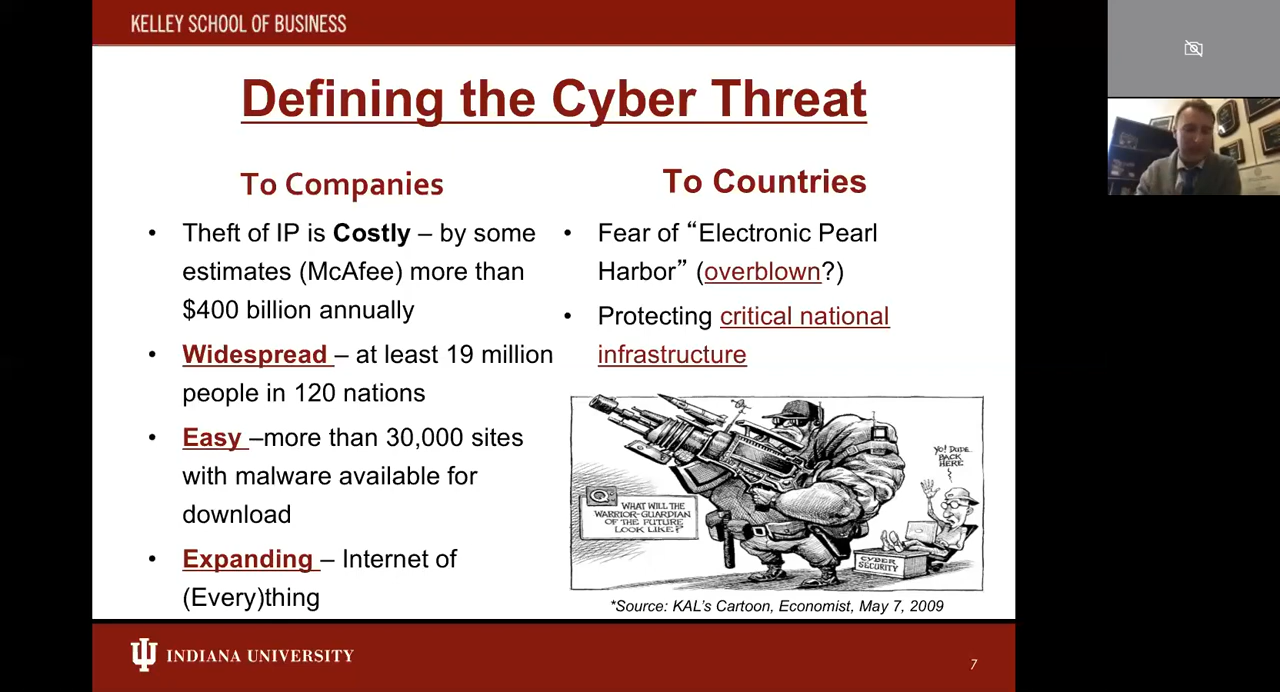 KELLEY SCHOOL OF BUSINESS
Defining the Cyber Threat
To Companies
• Theft of IP is Costly – by some
estimates (McAfee) more than
$400 billion annually
• Widespread – at least 19 million
people in 120 nations
• Easy –more than 30,000 sites
with malware available for
download
• Expanding – Internet of
(Every)thing
To Countries
• Fear of “Electronic Pearl
Harbor” (overblown?)
• Protecting critical national
infrastructure
Q:
WHAT WILL THE
WARRIOR-GUARDIAN
OF THE FUTURE
LOOK LIKE?
YO! DUDE
BACK
HERE
CYBER
SECURITY
*Source: KAL’s Cartoon, Economist, May 7, 2009
INDIANA UNIVERSITY
7